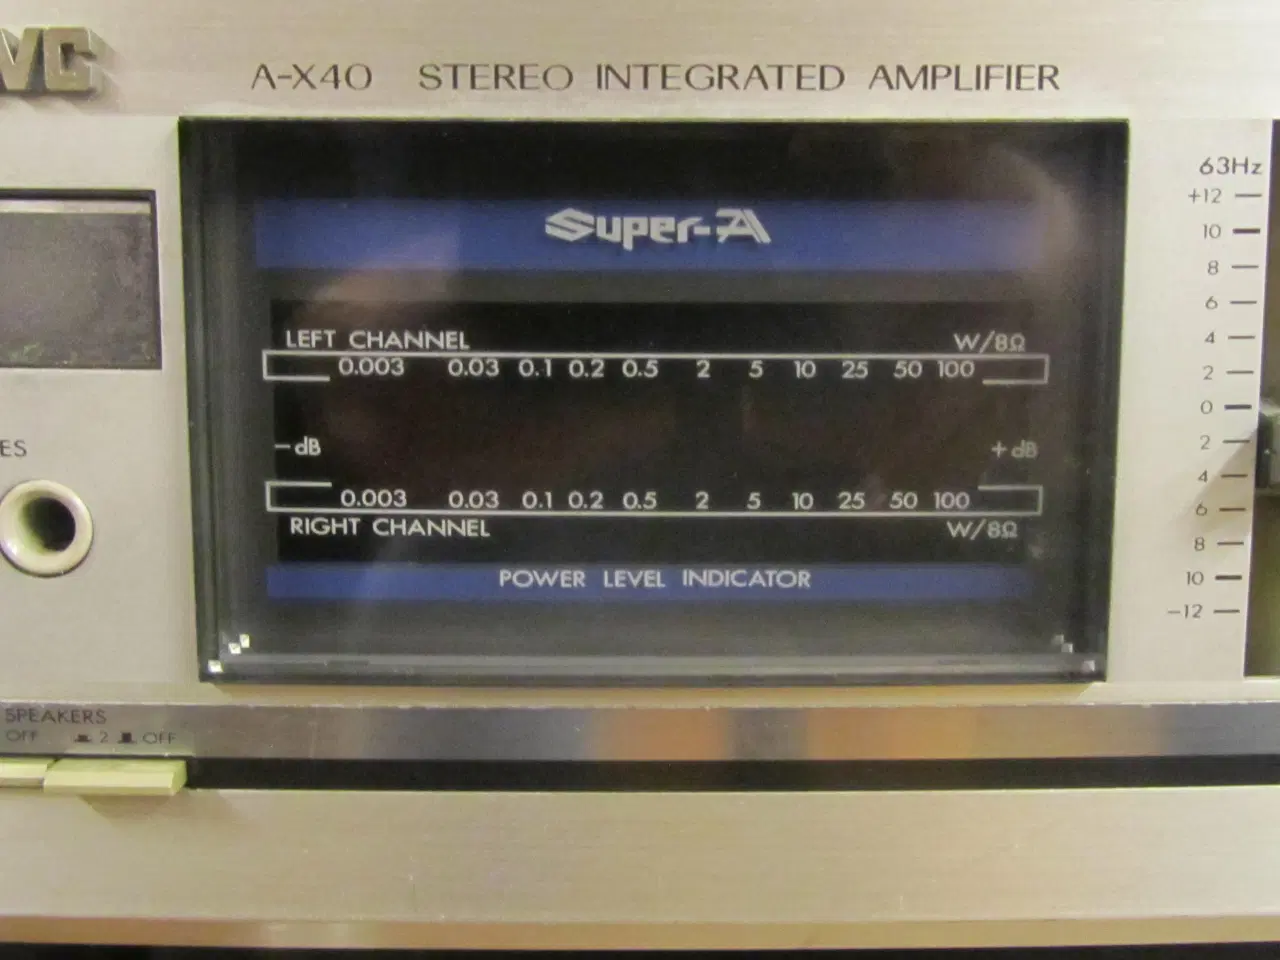 JVC
A-X40 STEREO INTEGRATED AMPLIFIER
Super-A
LEFT CHANNEL W/8Ω
0.003 0.03 0.1 0.2 0.5 2 5 10 25 50 100
-dB +dB
0.003 0.03 0.1 0.2 0.5 2 5 10 25 50 100
RIGHT CHANNEL W/8Ω
POWER LEVEL INDICATOR
63Hz
+12
10
8
6
4
2
0
2
4
6
8
10
-12
ES
SPEAKERS
OFF 2 OFF